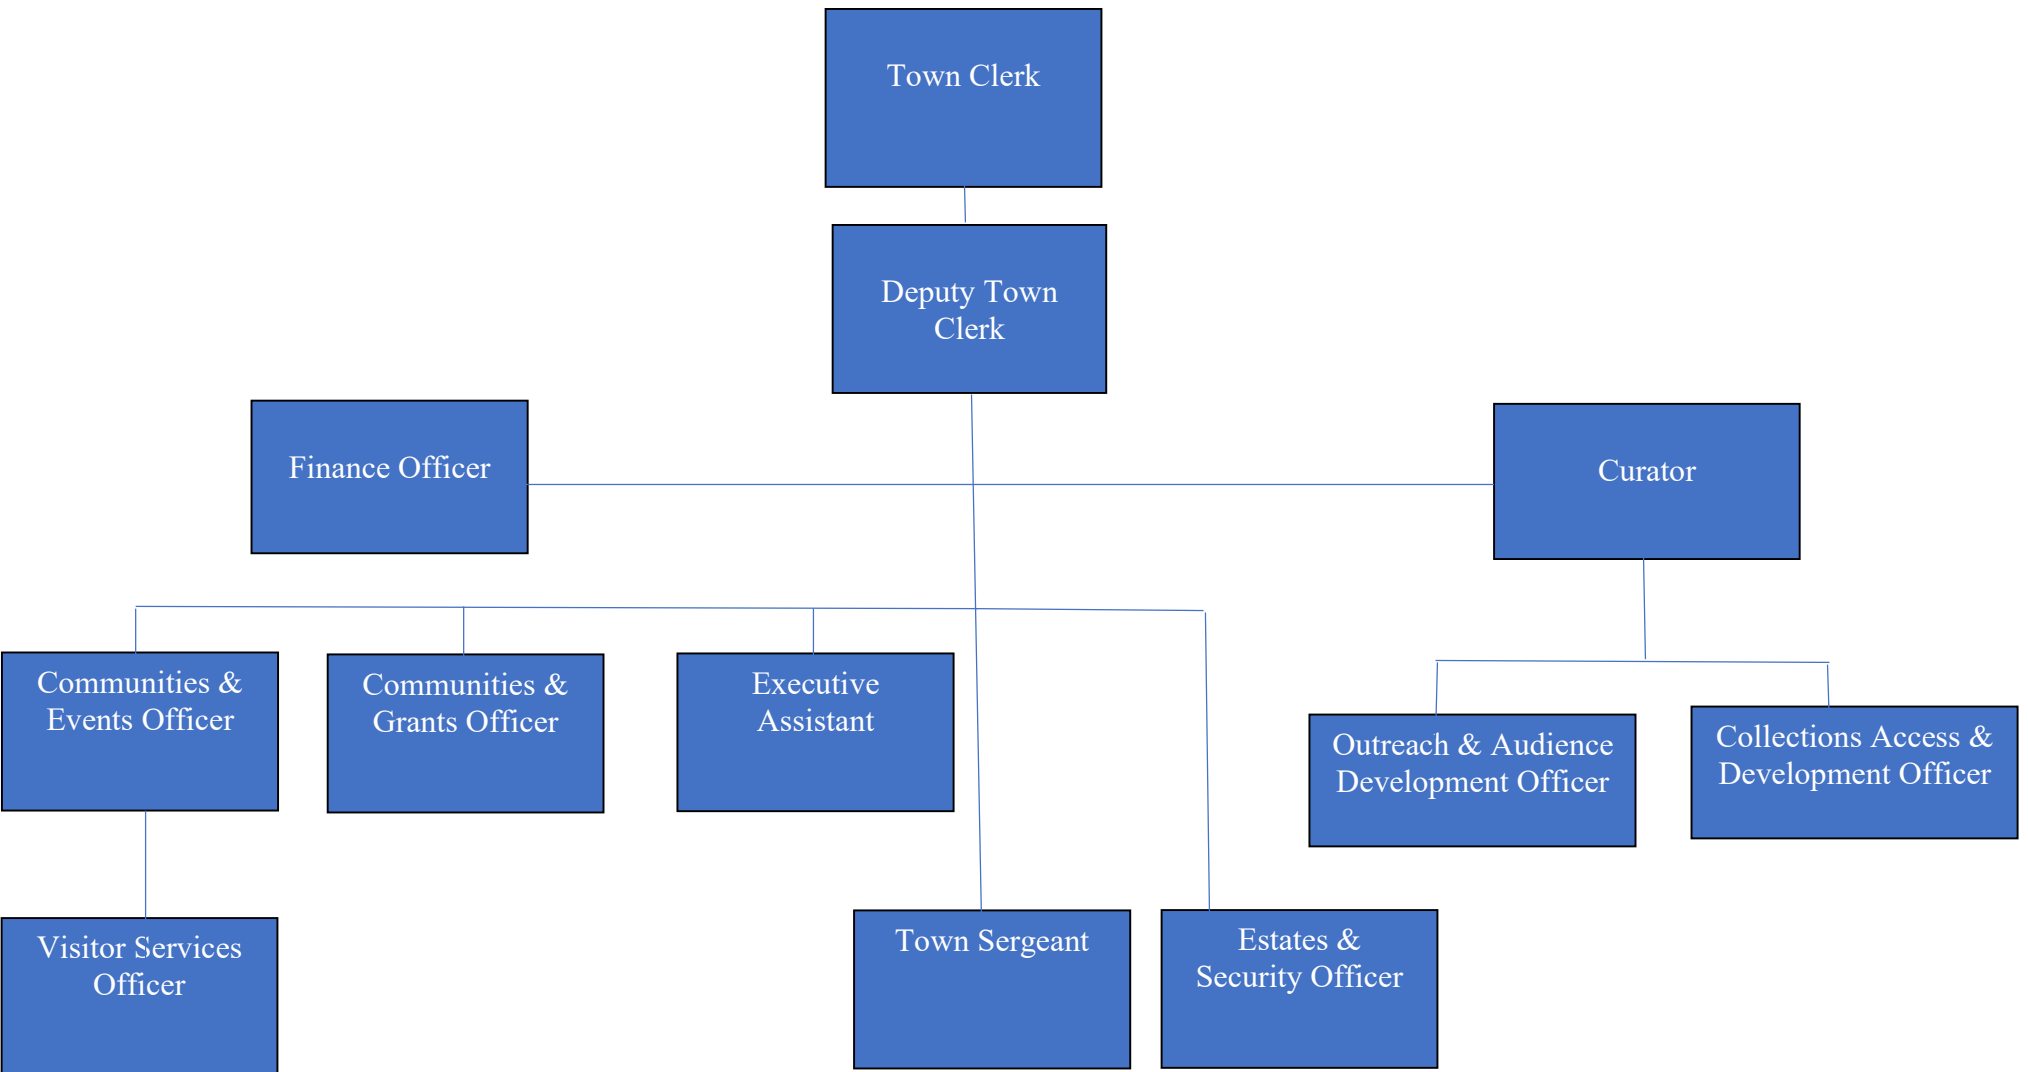 Town Clerk
Deputy Town
Clerk
Finance Officer
Curator
Communities &
Events Officer
Communities &
Grants Officer
Executive
Assistant
Outreach & Audience
Development Officer
Collections Access &
Development Officer
Visitor Services
Officer
Town Sergeant
Estates &
Security Officer